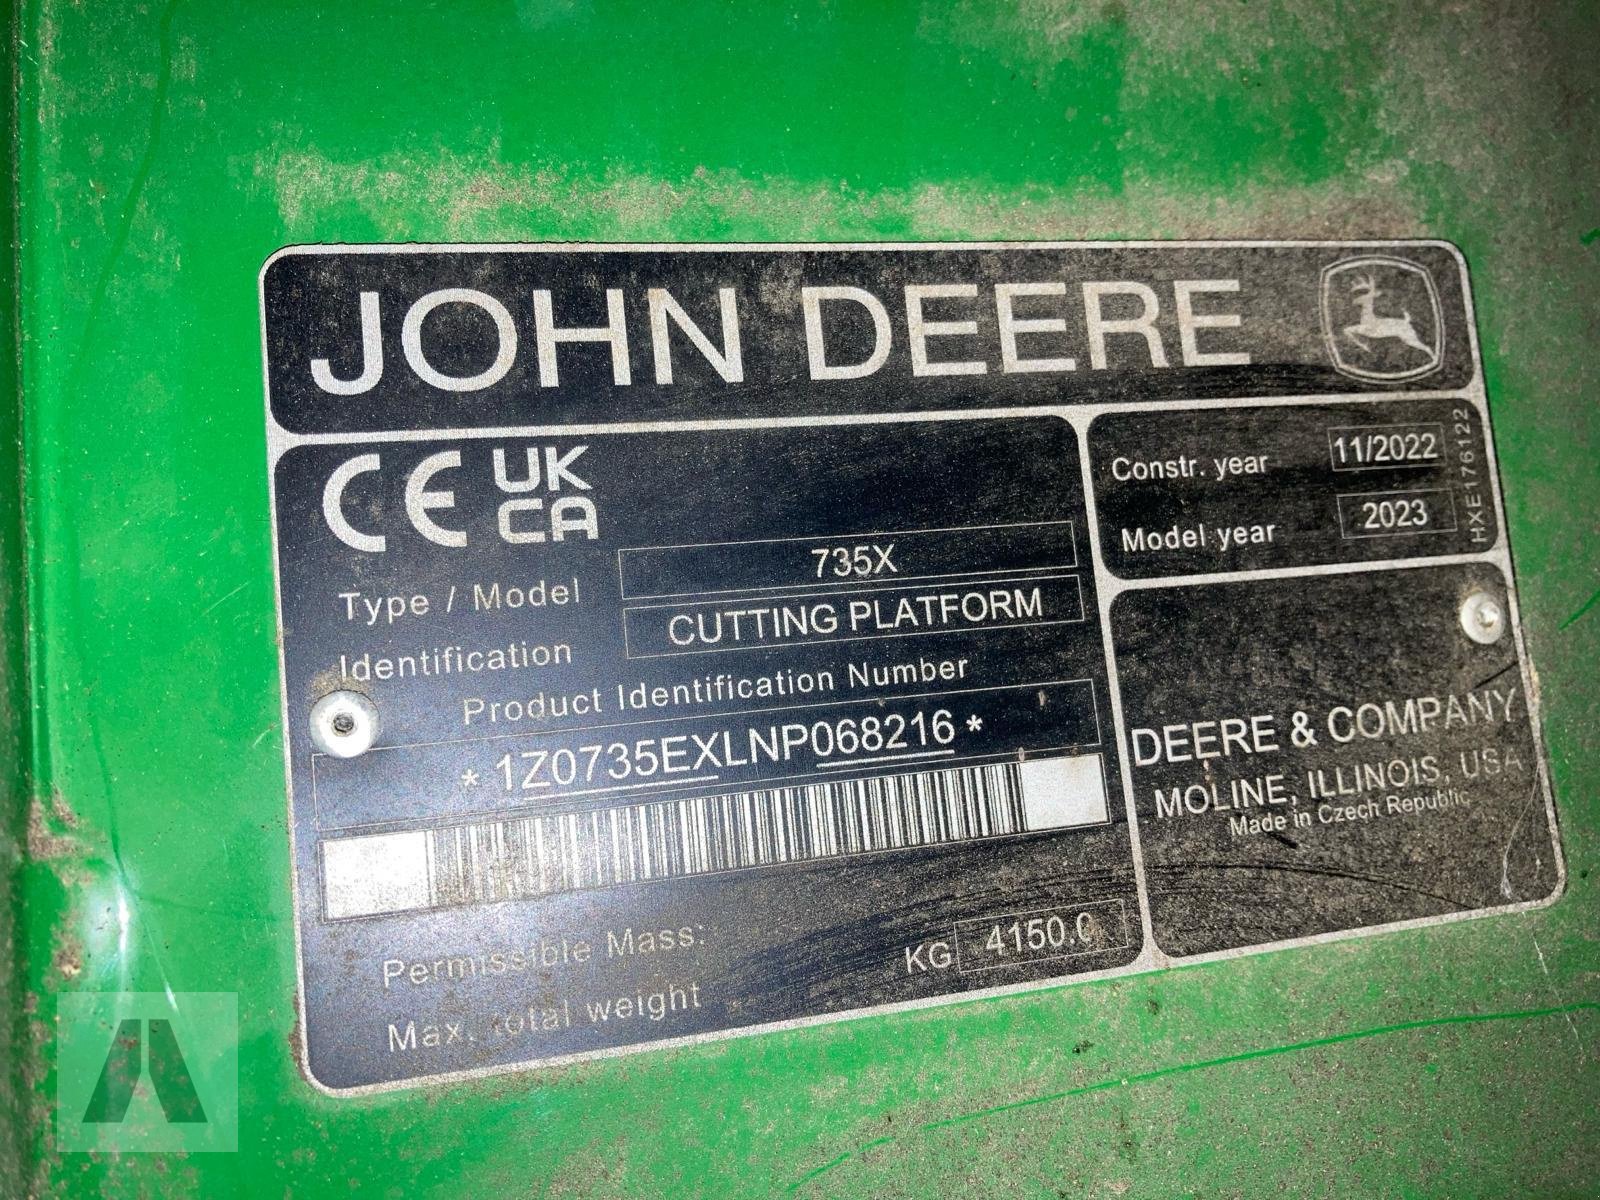 JOHN DEERE
CE UK CA
Type / Model 735X
Identification CUTTING PLATFORM
Product Identification Number
* 1Z0735EXLNP068216 *
Permissible Mass:
Max. total weight KG 4150.0
Constr. year 11/2022
Model year 2023
HXE176122
DEERE & COMPANY
MOLINE, ILLINOIS, USA
Made in Czech Republic